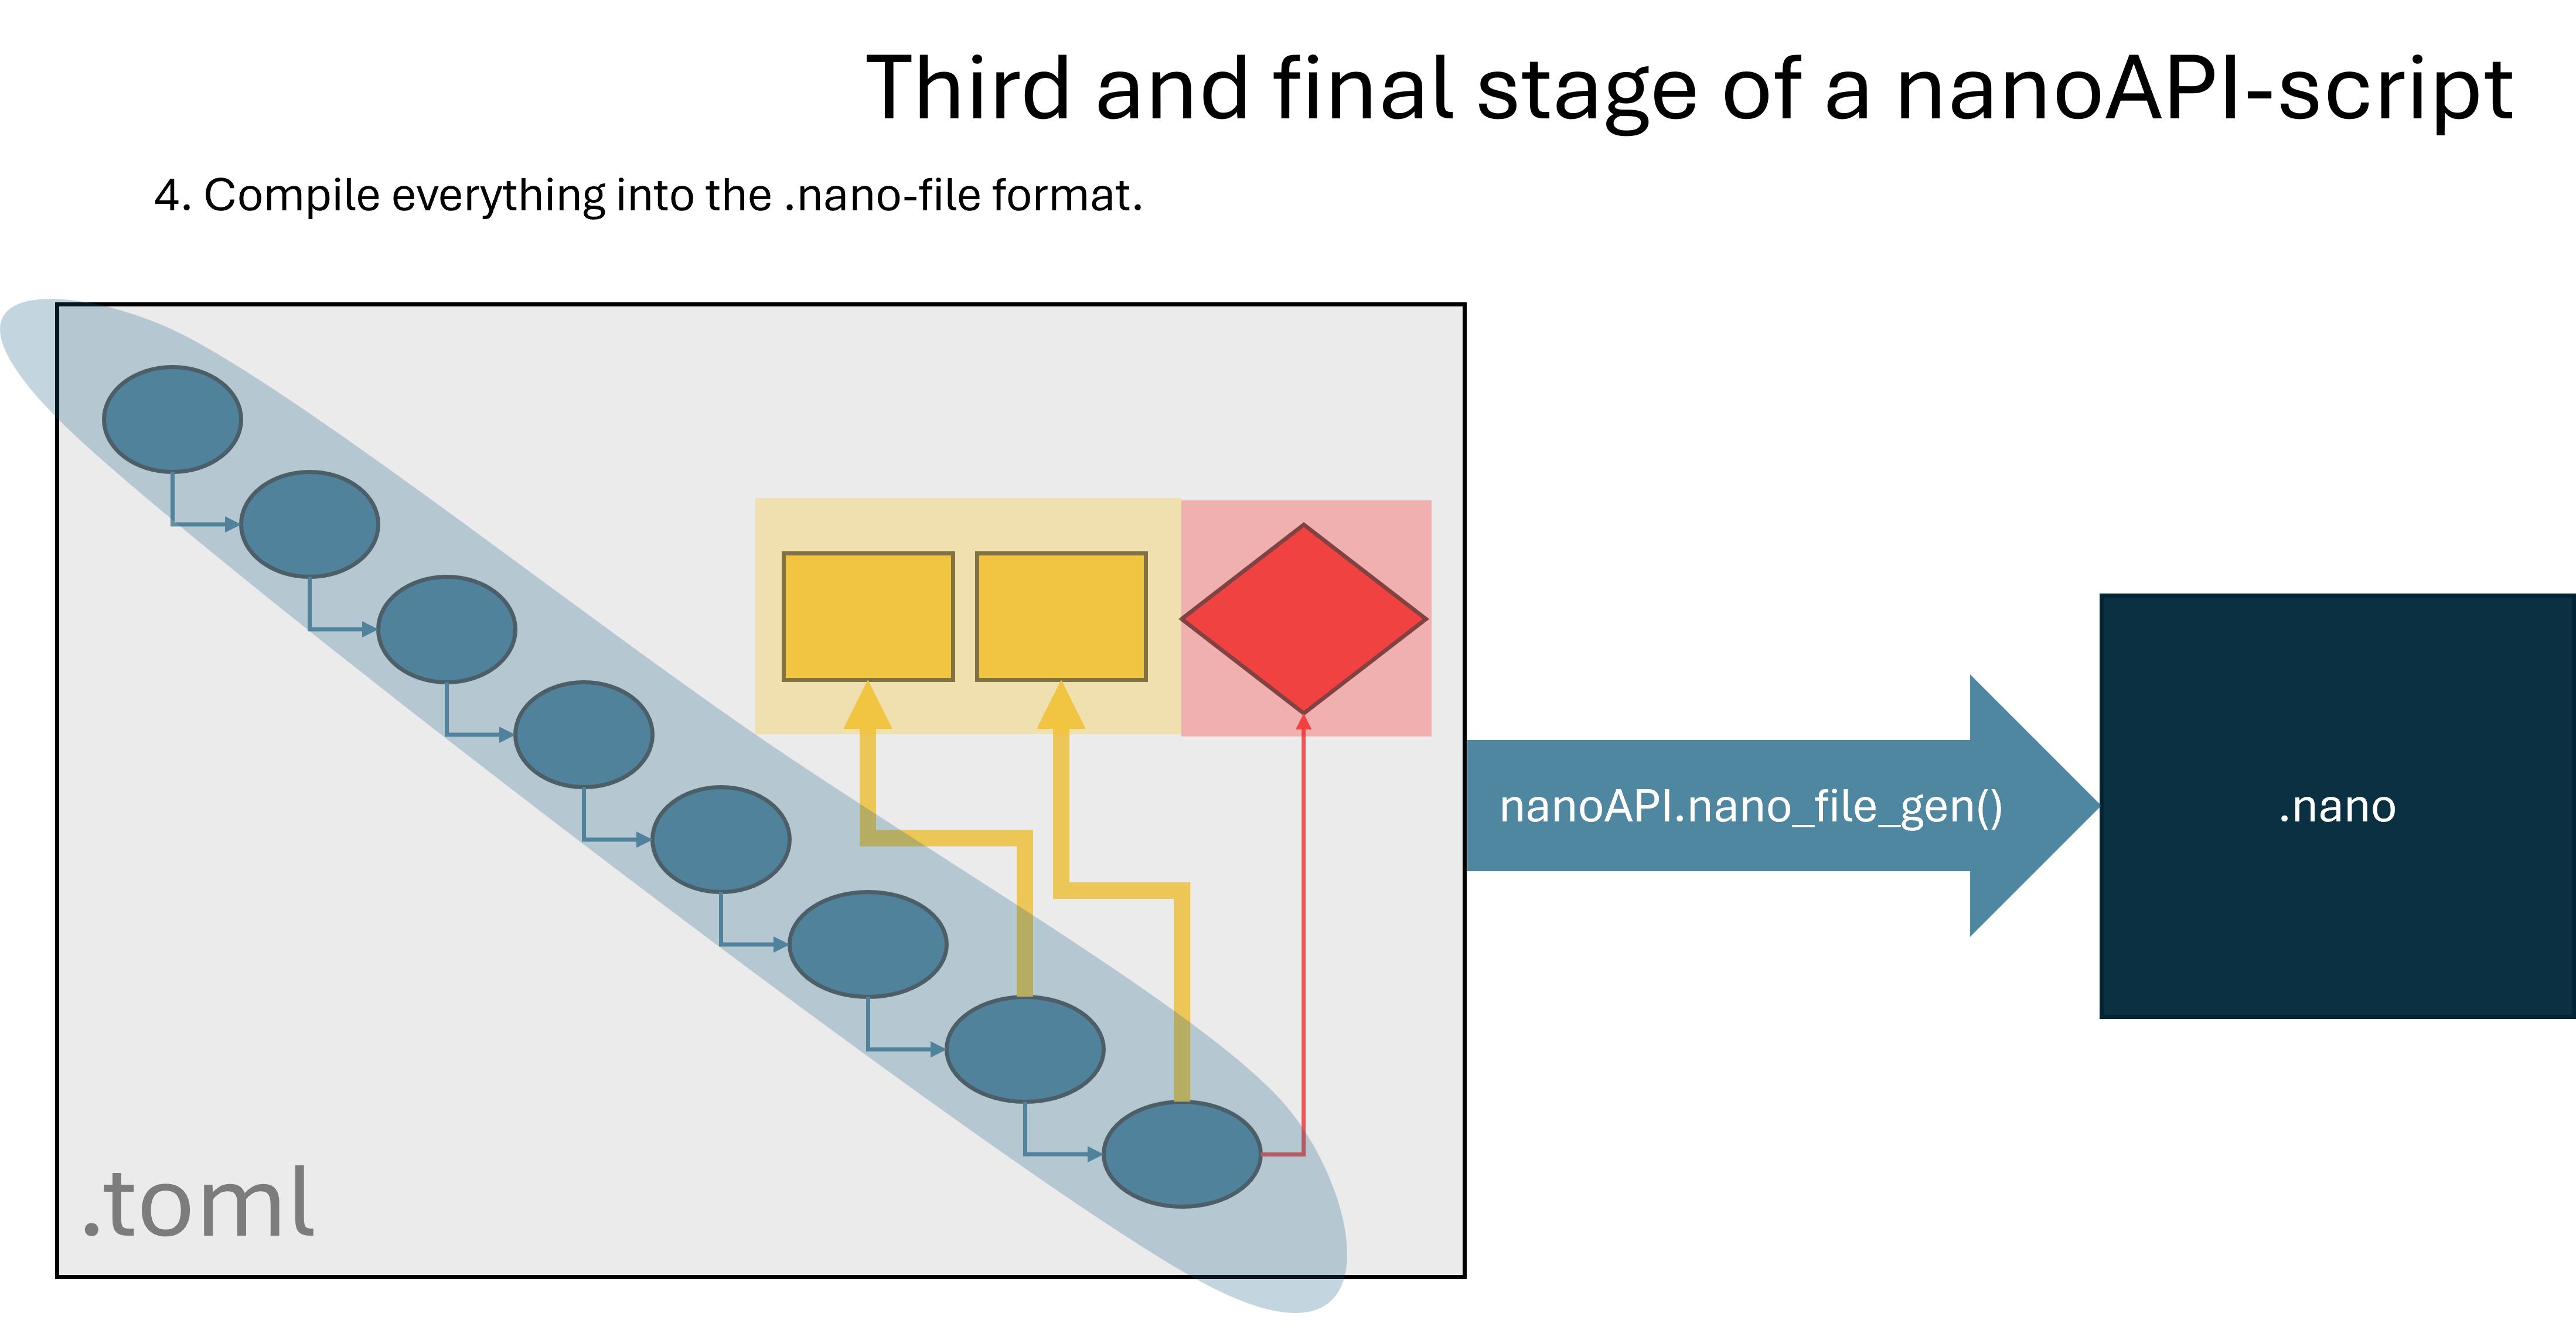 Third and final stage of a nanoAPI-script
4. Compile everything into the .nano-file format.
nanoAPI.nano_file_gen()
.nano
.toml